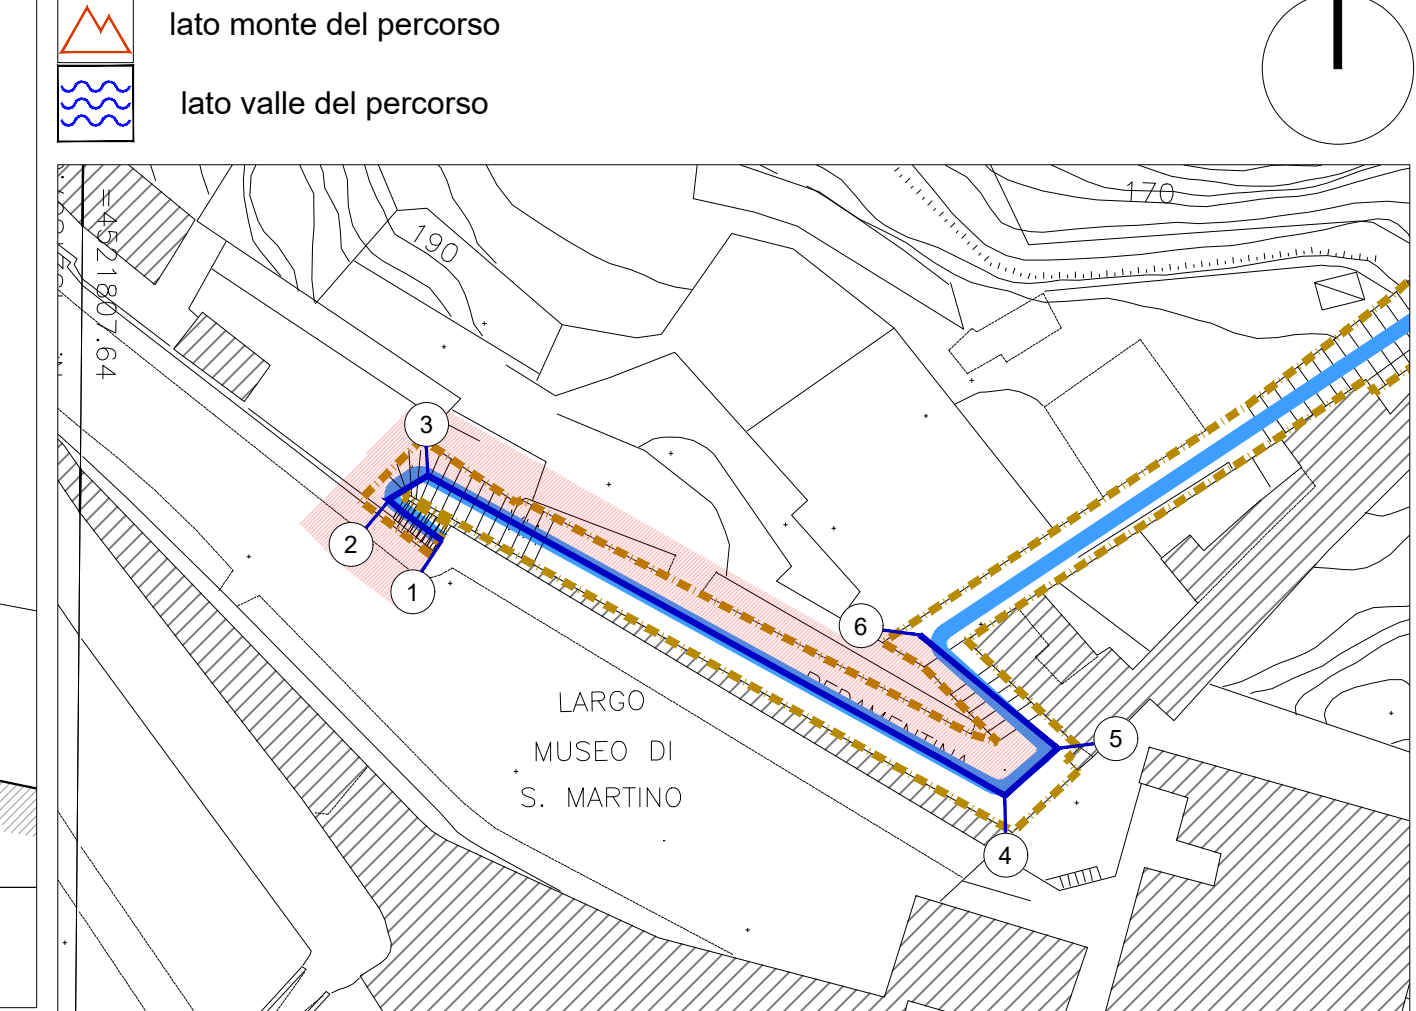 lato monte del percorso
lato valle del percorso
170
190
=4521807.64
3
2
1
6
PEDAMENTINA
5
4
LARGO
MUSEO DI
S. MARTINO